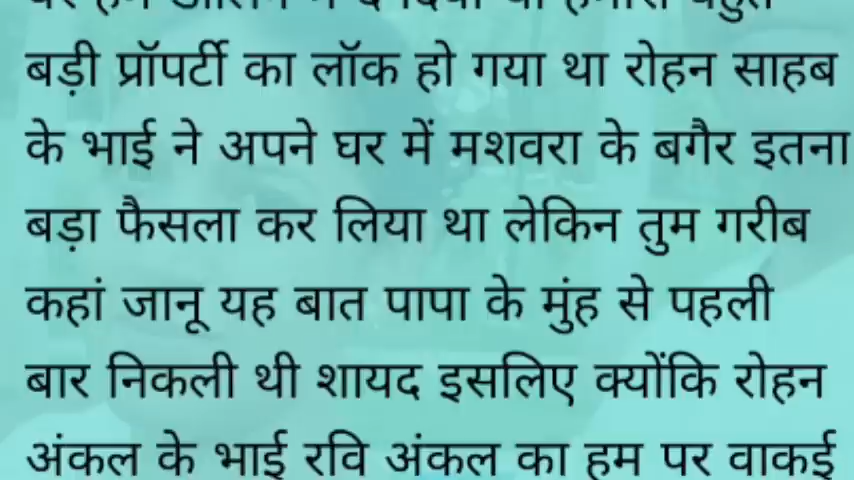 बड़ी प्रॉपर्टी का लॉक हो गया था रोहन साहब
के भाई ने अपने घर में मशवरा के बगैर इतना
बड़ा फैसला कर लिया था लेकिन तुम गरीब
कहां जानू यह बात पापा के मुंह से पहली
बार निकली थी शायद इसलिए क्योंकि रोहन
अंकल के भाई रवि अंकल का हम पर वाकई